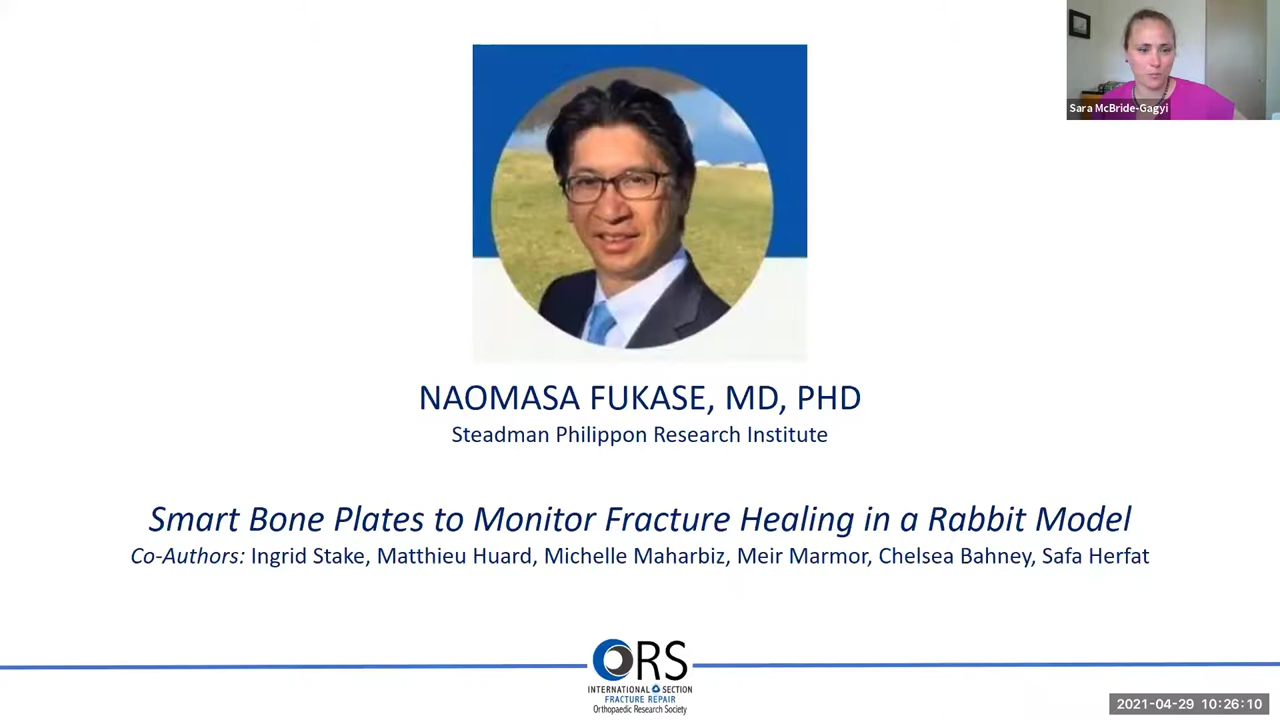 Sara McBride-Gagyi
NAOMASA FUKASE, MD, PHD
Steadman Philippon Research Institute
Smart Bone Plates to Monitor Fracture Healing in a Rabbit Model
Co-Authors: Ingrid Stake, Matthieu Huard, Michelle Maharbiz, Meir Marmor, Chelsea Bahney, Safa Herfat
ORS
INTERNATIONAL SECTION
FRACTURE REPAIR
Orthopaedic Research Society
2021-04-29 10:26:10